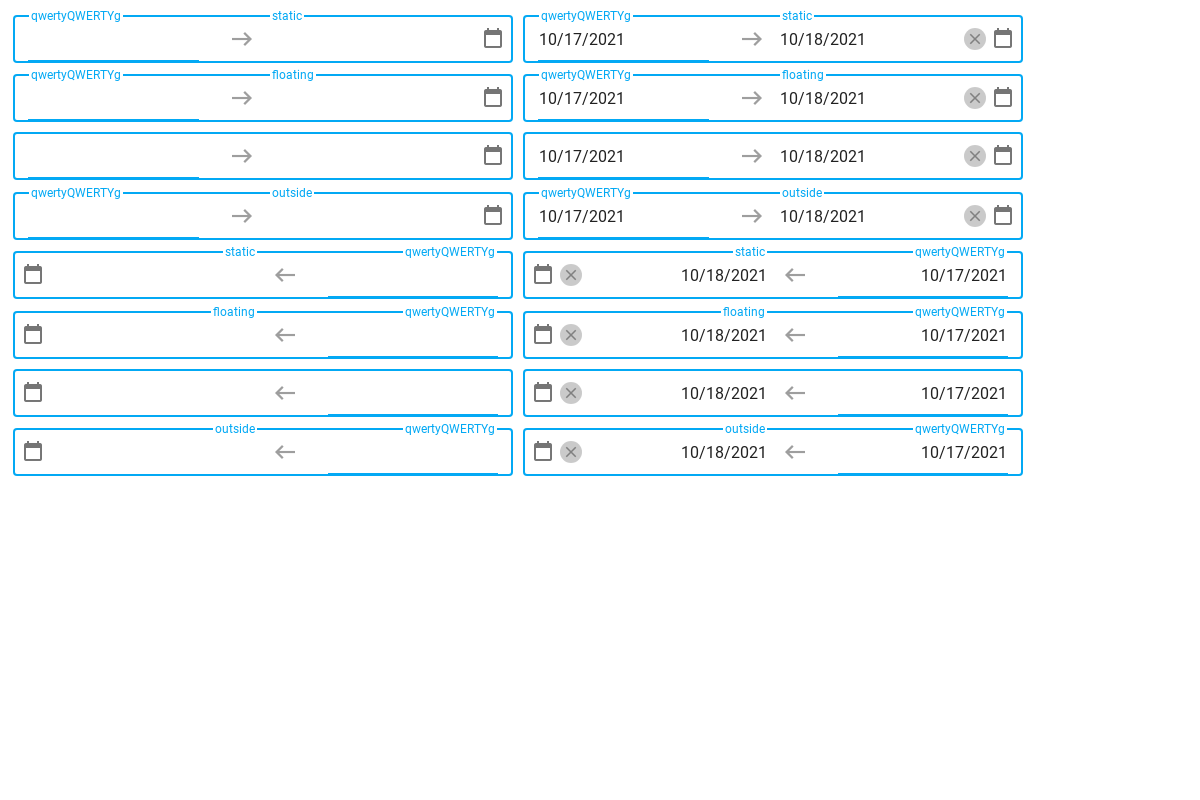 qwertyQWERTYg static qwertyQWERTYg static
10/17/2021 10/18/2021
qwertyQWERTYg floating qwertyQWERTYg floating
10/17/2021 10/18/2021
10/17/2021 10/18/2021
qwertyQWERTYg outside qwertyQWERTYg outside
10/17/2021 10/18/2021
static qwertyQWERTYg static qwertyQWERTYg
10/18/2021 10/17/2021
floating qwertyQWERTYg floating qwertyQWERTYg
10/18/2021 10/17/2021
10/18/2021 10/17/2021
outside qwertyQWERTYg outside qwertyQWERTYg
10/18/2021 10/17/2021